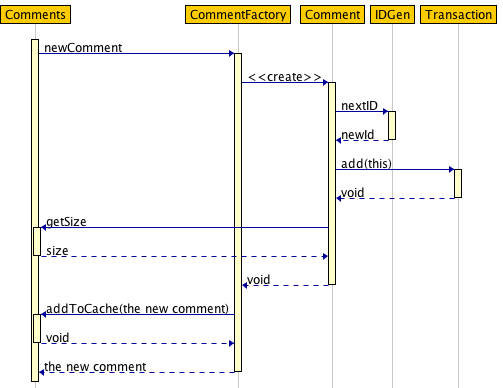 Comments CommentFactory Comment IDGen Transaction
newComment
<<create>>
nextID
newId
add(this)
void
getSize
size
void
addToCache(the new comment)
void
the new comment